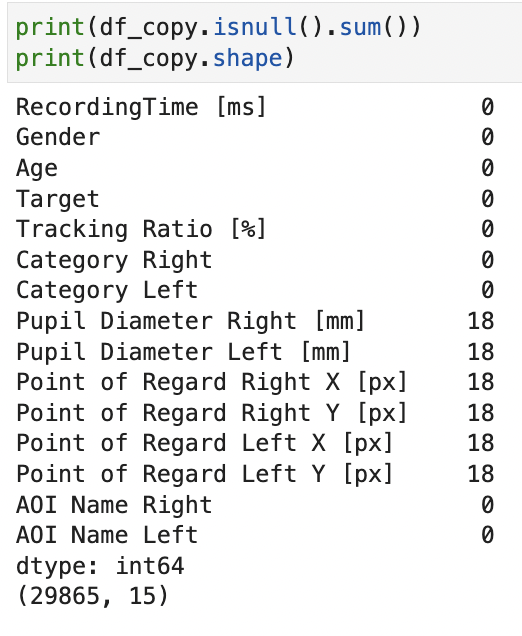 print(df_copy.isnull().sum())
print(df_copy.shape)
RecordingTime [ms] 0
Gender 0
Age 0
Target 0
Tracking Ratio [%] 0
Category Right 0
Category Left 0
Pupil Diameter Right [mm] 18
Pupil Diameter Left [mm] 18
Point of Regard Right X [px] 18
Point of Regard Right Y [px] 18
Point of Regard Left X [px] 18
Point of Regard Left Y [px] 18
AOI Name Right 0
AOI Name Left 0
dtype: int64
(29865, 15)